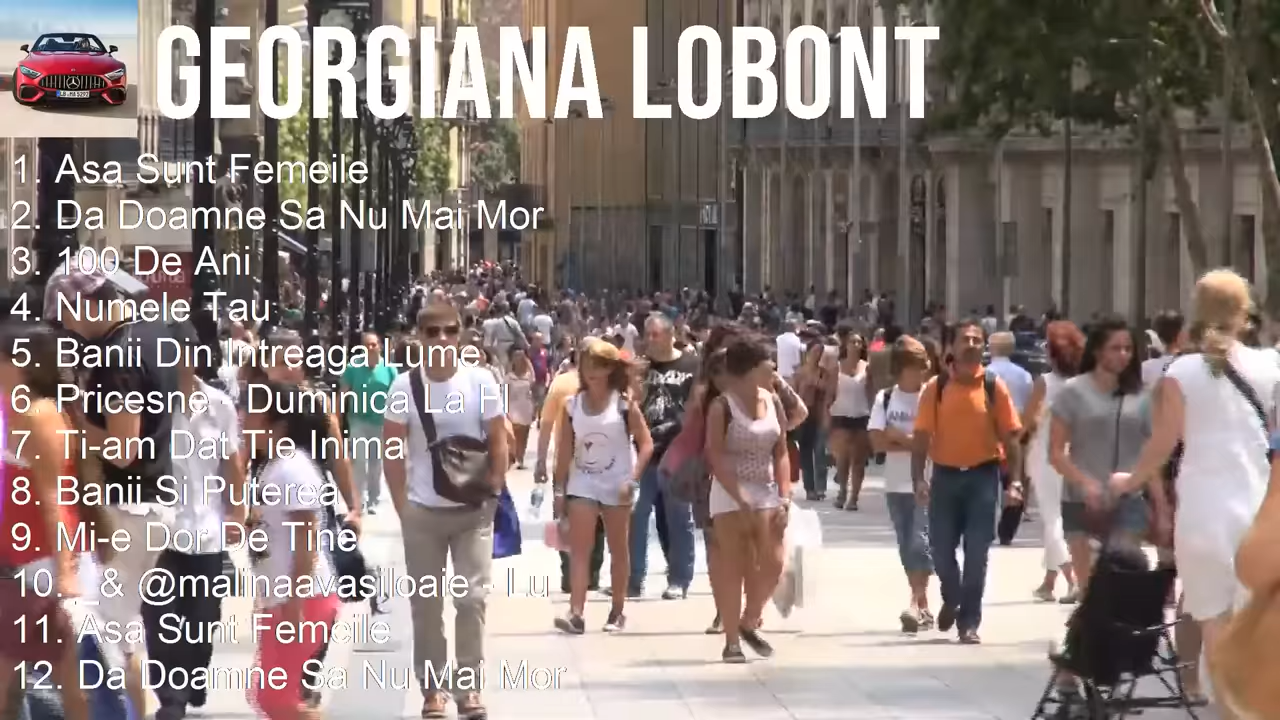 GEORGIANA LOBONT
1. Asa Sunt Femeile
2. Da Doamne Sa Nu Mai Mor
3. 100 De Ani
4. Numele Tau
5. Banii Din Intreaga Lume
6. Pricesne - Duminica La Fl
7. Ti-am Dat Tie Inima
8. Banii Si Puterea
9. Mi-e Dor De Tine
10. _& @malinaavasiloaie - Lu
11. Asa Sunt Femeile
12. Da Doamne Sa Nu Mai Mor